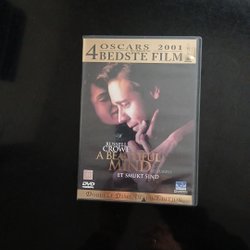 4 OSCARS 2001
BEDSTE FILM
RUSSELL
CROWE
A BEAUTIFUL
MIND
ET SMUKT SIND
DVD